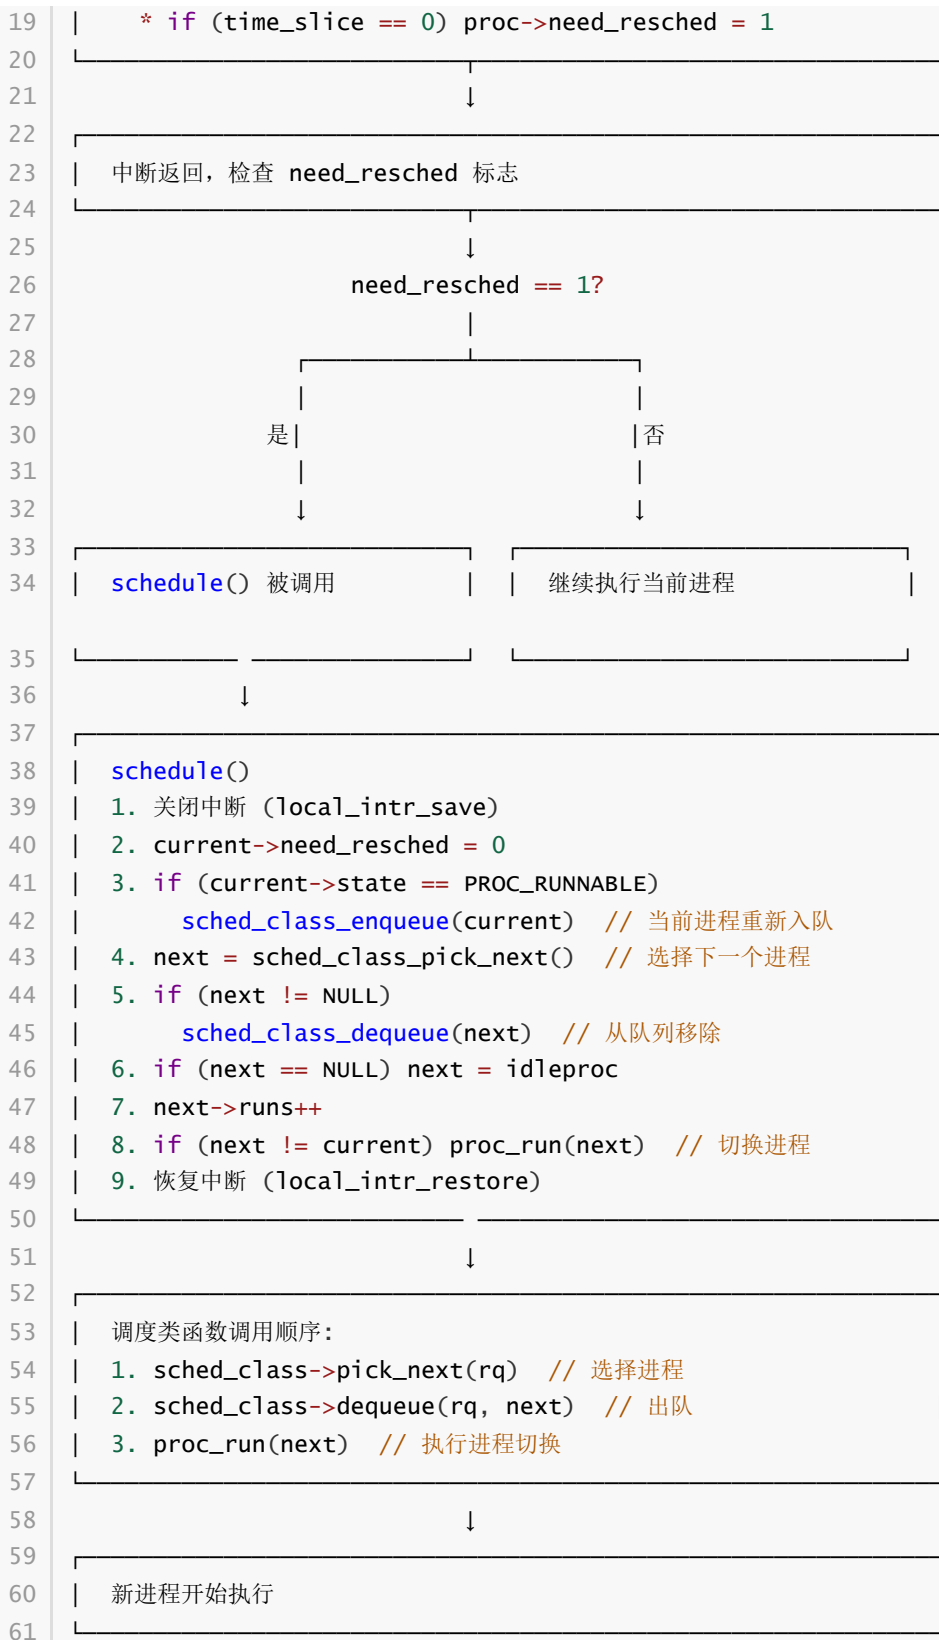 19 | * if (time_slice == 0) proc->need_resched = 1
20 └───────────────────────────┬─────────────────────────────────
21 ↓
22 ┌─────────────────────────────────────────────────────────────
23 | 中断返回，检查 need_resched 标志
24 └───────────────────────────┬─────────────────────────────────
25 ↓
26 need_resched == 1?
27 |
28 ┌───────────┴───────────┐
29 | |
30 是| |否
31 | |
32 ↓ ↓
33 ┌───────────────────────────┐ ┌───────────────────────────┐
34 | schedule() 被调用 | | 继续执行当前进程 |
35 └─────────── ───────────────┘ └───────────────────────────┘
36 ↓
37 ┌─────────────────────────────────────────────────────────────
38 | schedule()
39 | 1. 关闭中断 (local_intr_save)
40 | 2. current->need_resched = 0
41 | 3. if (current->state == PROC_RUNNABLE)
42 | sched_class_enqueue(current) // 当前进程重新入队
43 | 4. next = sched_class_pick_next() // 选择下一个进程
44 | 5. if (next != NULL)
45 | sched_class_dequeue(next) // 从队列移除
46 | 6. if (next == NULL) next = idleproc
47 | 7. next->runs++
48 | 8. if (next != current) proc_run(next) // 切换进程
49 | 9. 恢复中断 (local_intr_restore)
50 └─────────────────────────── ─────────────────────────────────
51 ↓
52 ┌─────────────────────────────────────────────────────────────
53 | 调度类函数调用顺序:
54 | 1. sched_class->pick_next(rq) // 选择进程
55 | 2. sched_class->dequeue(rq, next) // 出队
56 | 3. proc_run(next) // 执行进程切换
57 └─────────────────────────────────────────────────────────────
58 ↓
59 ┌─────────────────────────────────────────────────────────────
60 | 新进程开始执行
61 └─────────────────────────────────────────────────────────────